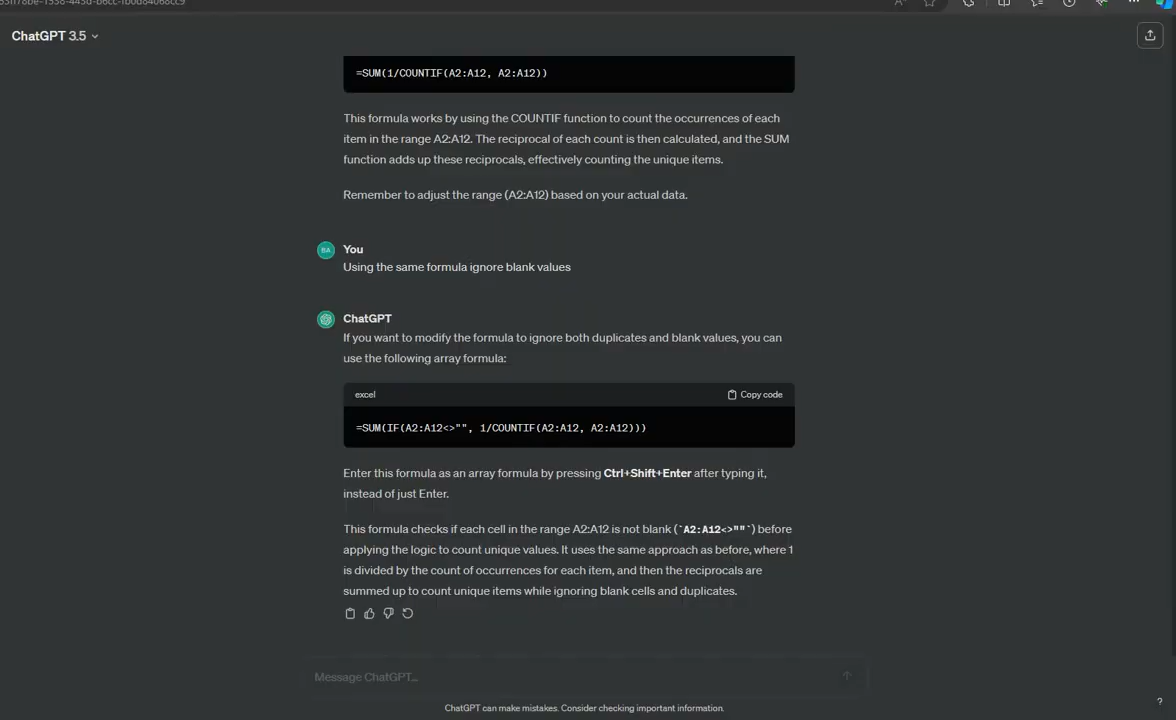 ChatGPT 3.5
=SUM(1/COUNTIF(A2:A12, A2:A12))
This formula works by using the COUNTIF function to count the occurrences of each
item in the range A2:A12. The reciprocal of each count is then calculated, and the SUM
function adds up these reciprocals, effectively counting the unique items.
Remember to adjust the range (A2:A12) based on your actual data.
BA
You
Using the same formula ignore blank values
ChatGPT
If you want to modify the formula to ignore both duplicates and blank values, you can
use the following array formula:
excel
Copy code
=SUM(IF(A2:A12<>"", 1/COUNTIF(A2:A12, A2:A12)))
Enter this formula as an array formula by pressing Ctrl+Shift+Enter after typing it,
instead of just Enter.
This formula checks if each cell in the range A2:A12 is not blank (`A2:A12<>""`) before
applying the logic to count unique values. It uses the same approach as before, where 1
is divided by the count of occurrences for each item, and then the reciprocals are
summed up to count unique items while ignoring blank cells and duplicates.
Message ChatGPT...
ChatGPT can make mistakes. Consider checking important information.
?